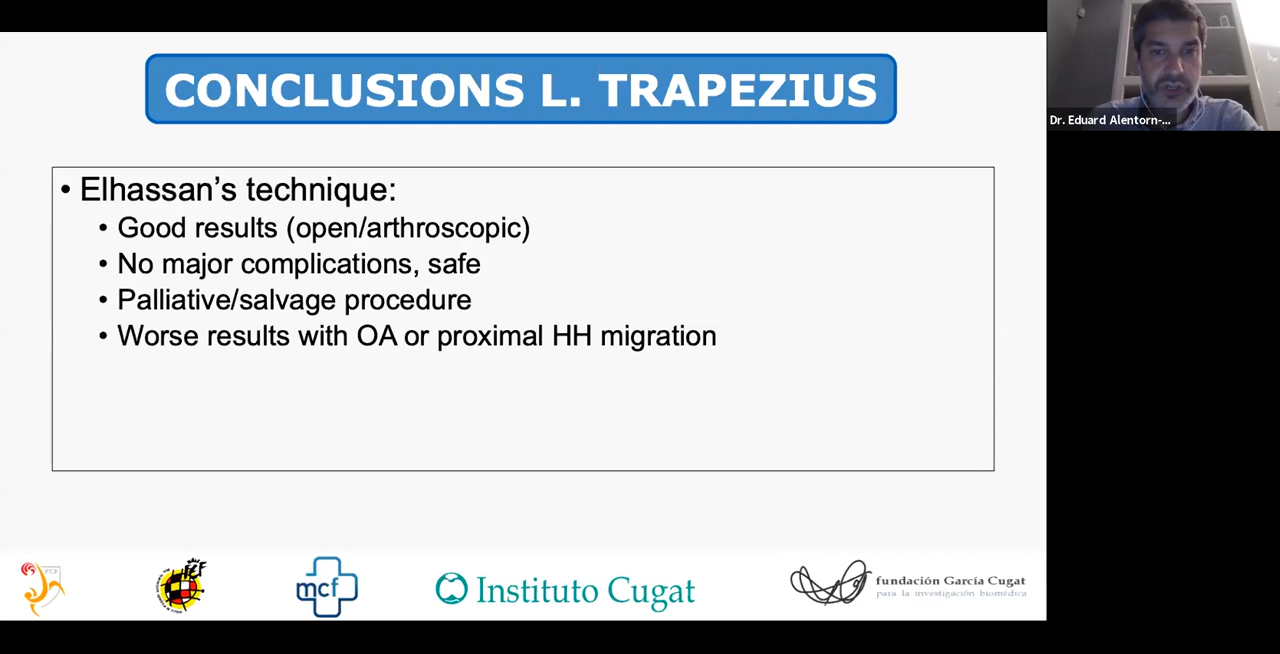 CONCLUSIONS L. TRAPEZIUS
• Elhassan's technique:
• Good results (open/arthroscopic)
• No major complications, safe
• Palliative/salvage procedure
• Worse results with OA or proximal HH migration
Dr. Eduard Alentorn-...
mcf
Instituto Cugat
fundación García Cugat
para la investigación biomédica